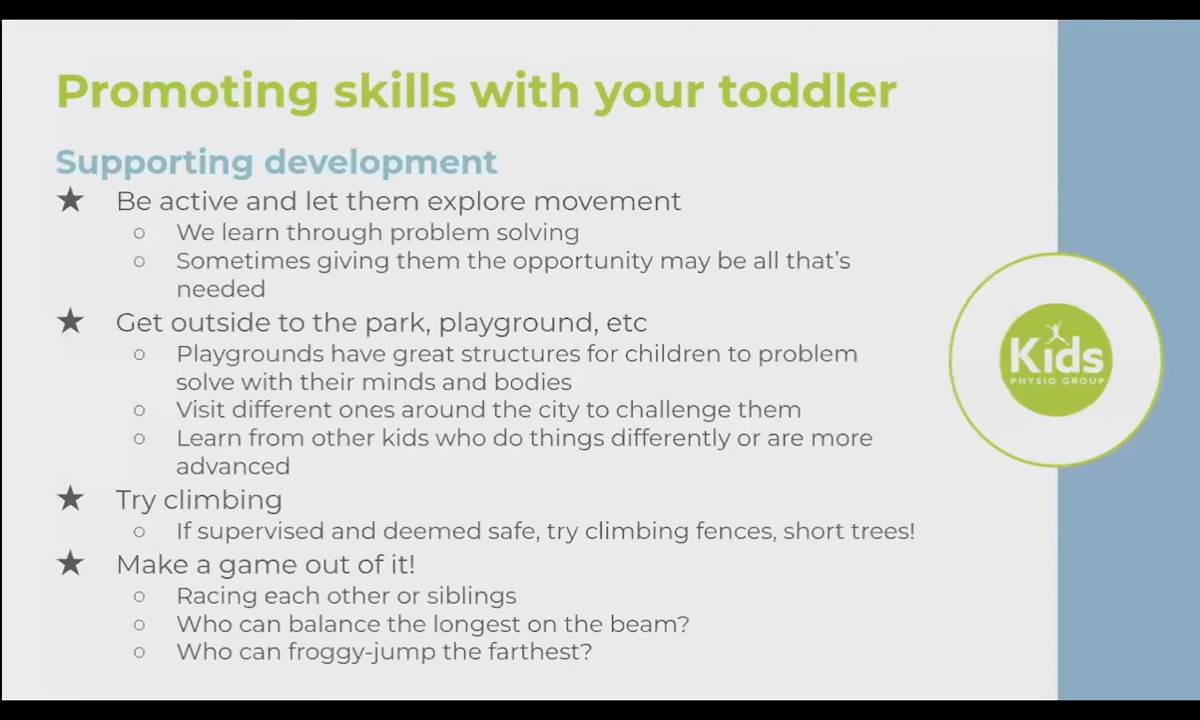 Promoting skills with your toddler
Supporting development
★ Be active and let them explore movement
○ We learn through problem solving
○ Sometimes giving them the opportunity may be all that's
needed
★ Get outside to the park, playground, etc
○ Playgrounds have great structures for children to problem
solve with their minds and bodies
○ Visit different ones around the city to challenge them
○ Learn from other kids who do things differently or are more
advanced
★ Try climbing
○ If supervised and deemed safe, try climbing fences, short trees!
★ Make a game out of it!
○ Racing each other or siblings
○ Who can balance the longest on the beam?
○ Who can froggy-jump the farthest?
Kids
PHYSIO GROUP